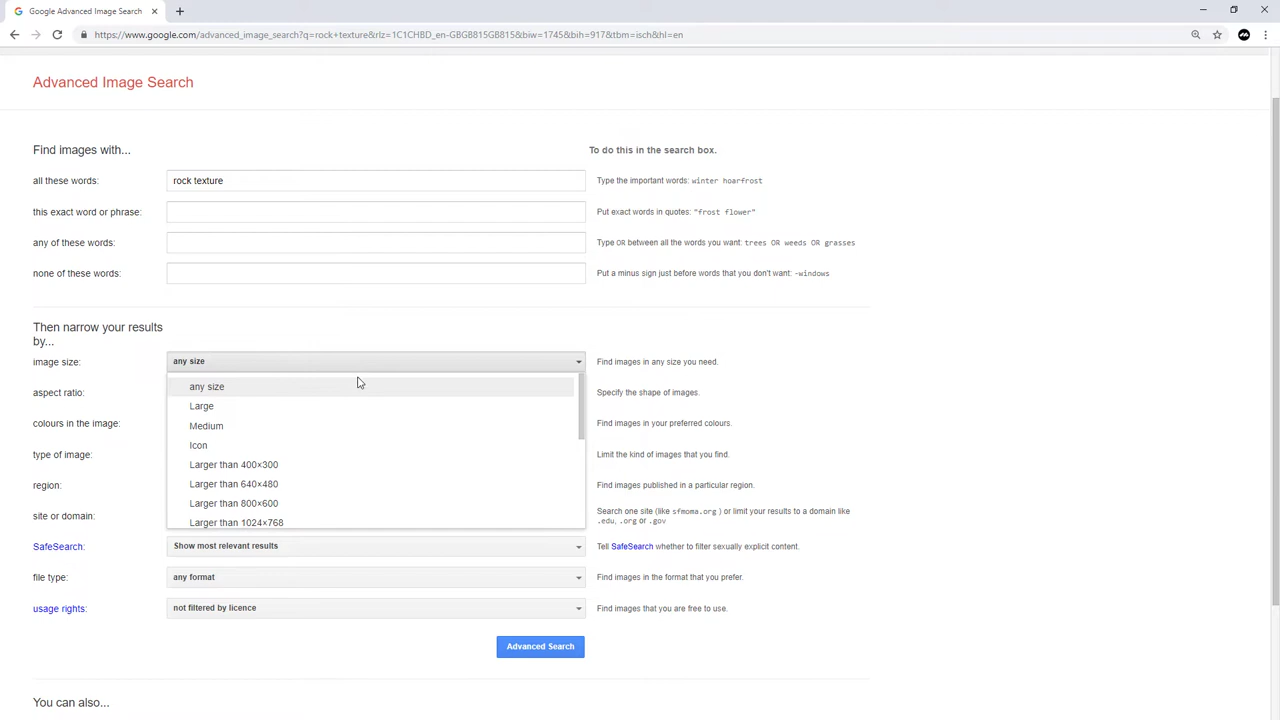 Google Advanced Image Search
https://www.google.com/advanced_image_search?q=rock+texture&rlz=1C1CHBD_en-GBGB815GB815&biw=1745&bih=917&tbm=isch&hl=en
Advanced Image Search
Find images with...
To do this in the search box.
all these words:
rock texture
Type the important words: winter hoarfrost
this exact word or phrase:
Put exact words in quotes: "frost flower"
any of these words:
Type OR between all the words you want: trees OR weeds OR grasses
none of these words:
Put a minus sign just before words that you don't want: -windows
Then narrow your results
by...
image size:
any size
Find images in any size you need.
any size
Large
Medium
Icon
Larger than 400×300
Larger than 640×480
Larger than 800×600
Larger than 1024×768
aspect ratio:
Specify the shape of images.
colours in the image:
Find images in your preferred colours.
type of image:
Limit the kind of images that you find.
region:
Find images published in a particular region.
site or domain:
Search one site (like sfmoma.org ) or limit your results to a domain like
.edu, .org or .gov
SafeSearch:
Show most relevant results
Tell SafeSearch whether to filter sexually explicit content.
file type:
any format
Find images in the format that you prefer.
usage rights:
not filtered by licence
Find images that you are free to use.
Advanced Search
You can also...